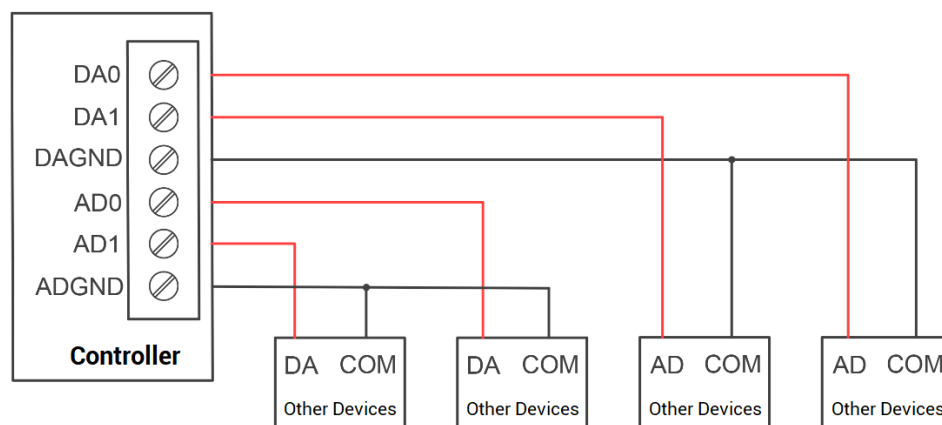 DA0
DA1
DAGND
AD0
AD1
ADGND
Controller
DA COM
Other Devices
DA COM
Other Devices
AD COM
Other Devices
AD COM
Other Devices